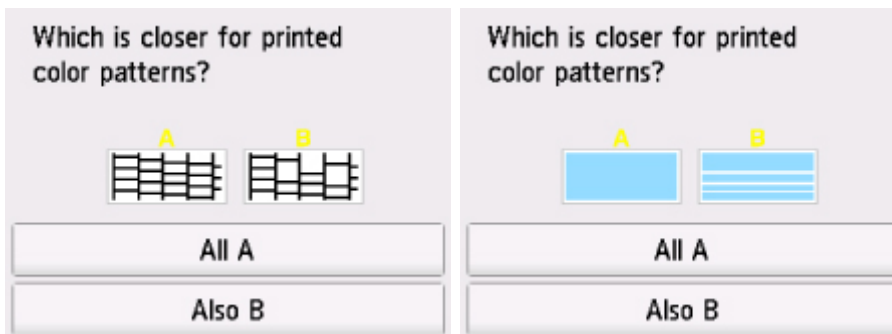 Which is closer for printed
color patterns?
A B
All A
Also B
Which is closer for printed
color patterns?
A B
All A
Also B